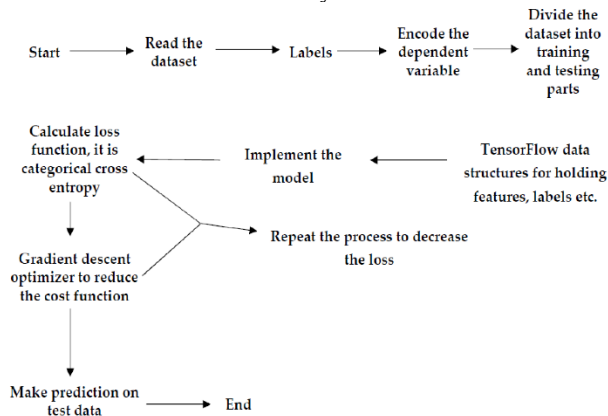 Start
Read the
dataset
Labels
Encode the
dependent
variable
Divide the
dataset into
training
and testing
parts
Calculate loss
function, it is
categorical cross
entropy
Implement the
model
TensorFlow data
structures for holding
features, labels etc.
Repeat the process to decrease
the loss
Gradient descent
optimizer to reduce
the cost function
Make prediction on
test data
End